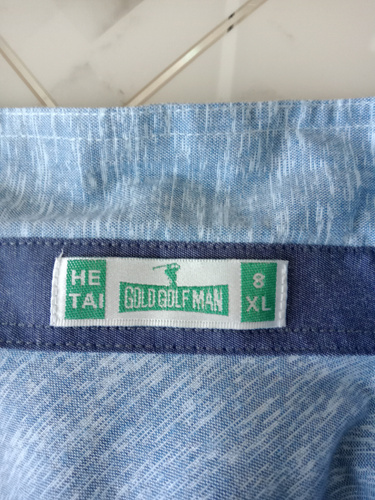 HE
TAI
GOLD GOLF MAN
8
XL